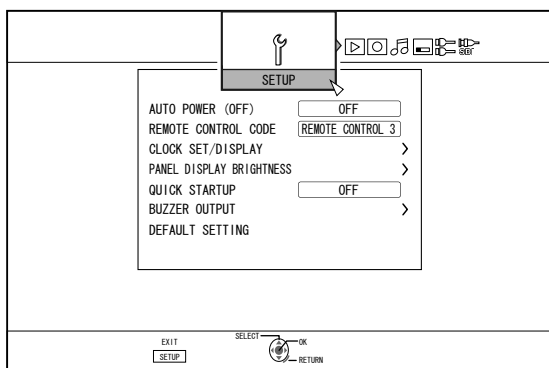 SETUP
AUTO POWER (OFF) OFF
REMOTE CONTROL CODE REMOTE CONTROL 3
CLOCK SET/DISPLAY
PANEL DISPLAY BRIGHTNESS
QUICK STARTUP OFF
BUZZER OUTPUT
DEFAULT SETTING
EXIT
SETUP
SELECT
OK
RETURN